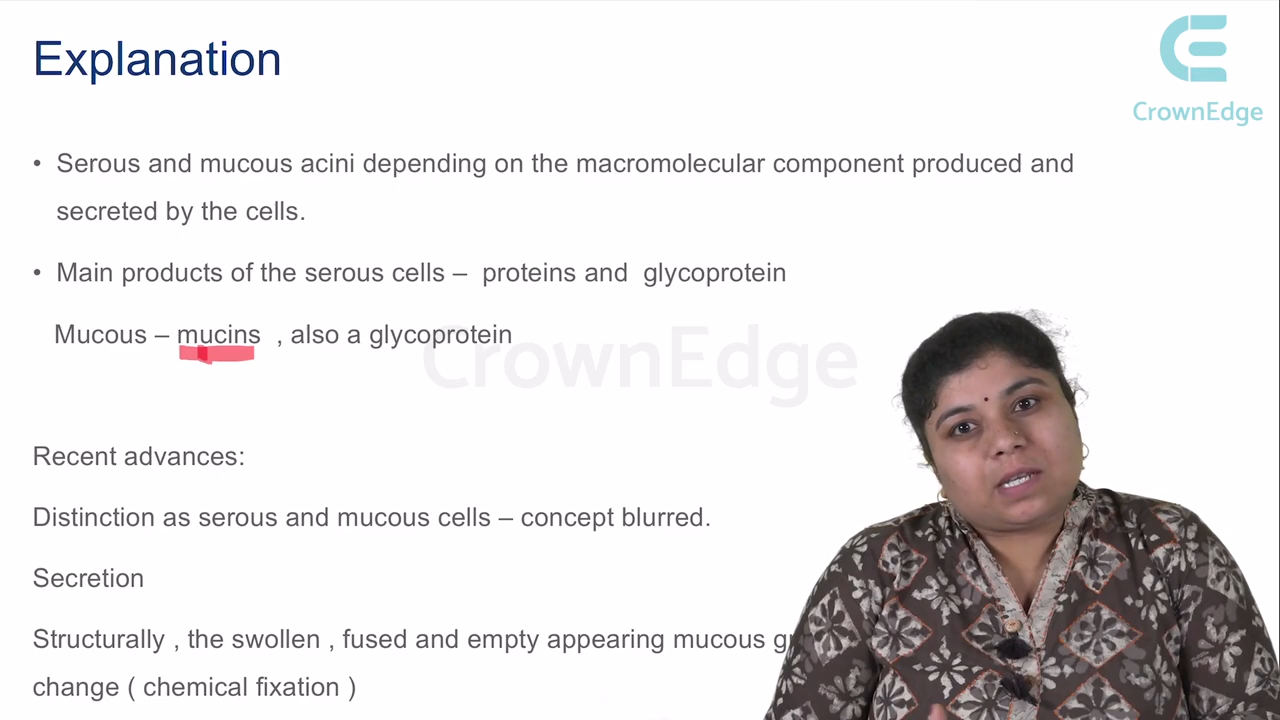 Explanation
CrownEdge
• Serous and mucous acini depending on the macromolecular component produced and
secreted by the cells.
• Main products of the serous cells – proteins and glycoprotein
Mucous – mucins , also a glycoprotein
CrownEdge
Recent advances:
Distinction as serous and mucous cells – concept blurred.
Secretion
Structurally , the swollen , fused and empty appearing mucous
change ( chemical fixation )